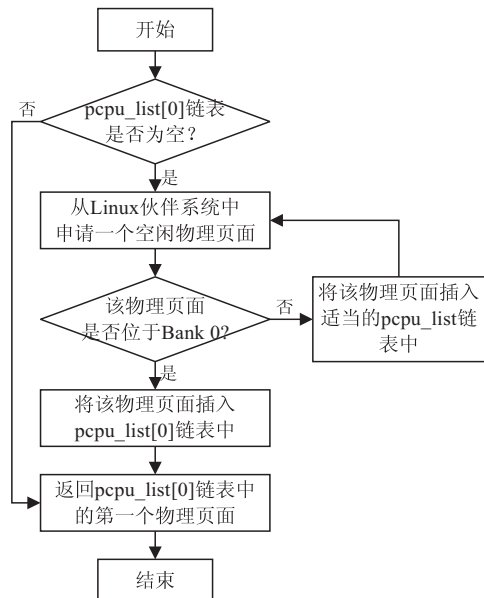 开始
pcpu_list[0]链表
是否为空?
否
是
从Linux伙伴系统中
申请一个空闲物理页面
该物理页面
是否位于Bank 0?
否
将该物理页面插入
适当的pcpu_list链
表中
是
将该物理页面插入
pcpu_list[0]链表中
返回pcpu_list[0]链表中
的第一个物理页面
结束